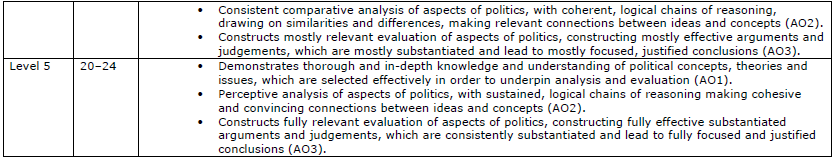 • Consistent comparative analysis of aspects of politics, with coherent, logical chains of reasoning,
drawing on similarities and differences, making relevant connections between ideas and concepts (AO2).
• Constructs mostly relevant evaluation of aspects of politics, constructing mostly effective arguments and
judgements, which are mostly substantiated and lead to mostly focused, justified conclusions (AO3).
Level 5 20–24 • Demonstrates thorough and in-depth knowledge and understanding of political concepts, theories and
issues, which are selected effectively in order to underpin analysis and evaluation (AO1).
• Perceptive analysis of aspects of politics, with sustained, logical chains of reasoning making cohesive
and convincing connections between ideas and concepts (AO2).
• Constructs fully relevant evaluation of aspects of politics, constructing fully effective substantiated
arguments and judgements, which are consistently substantiated and lead to fully focused and justified
conclusions (AO3).